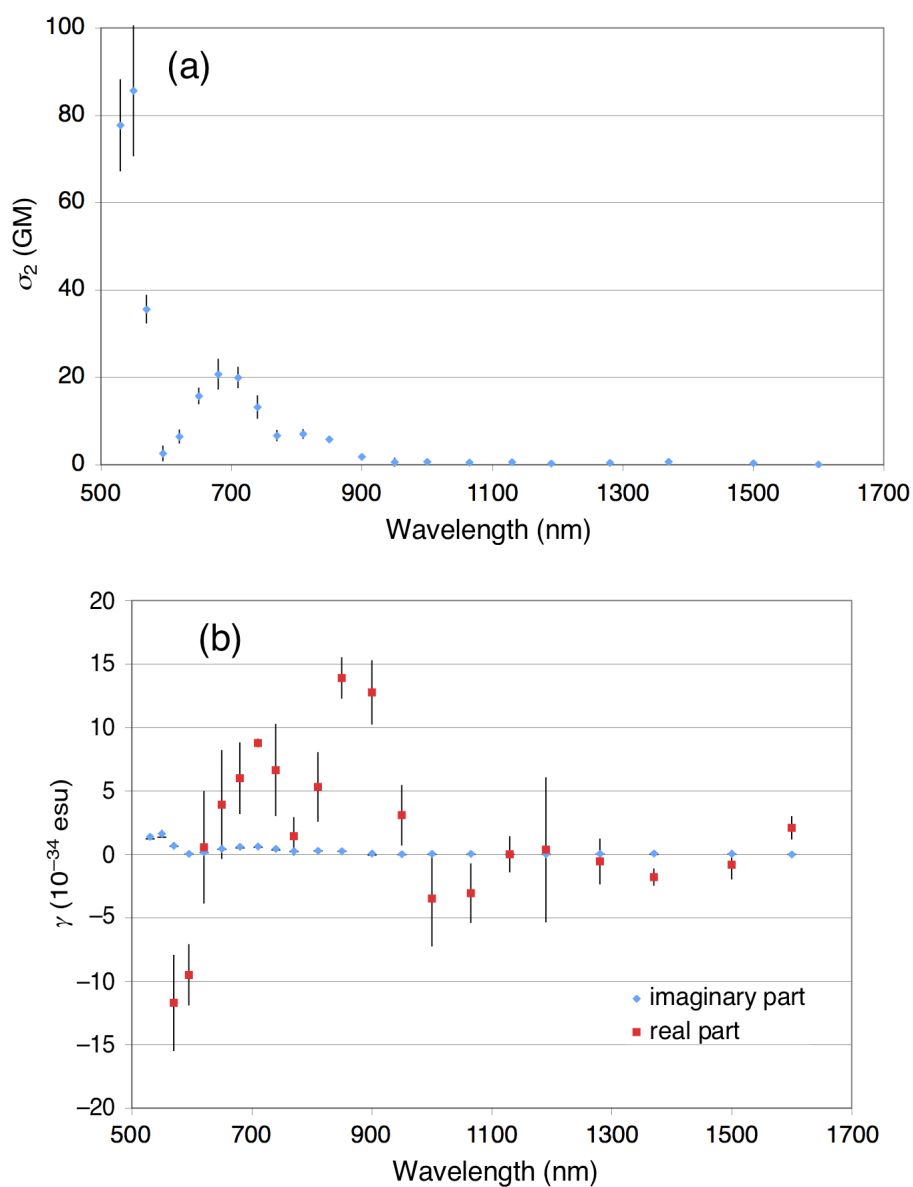 (a)
100
80
60
40
20
0
σ2 (GM)
500 700 900 1100 1300 1500 1700
Wavelength (nm)
(b)
20
15
10
5
0
−5
−10
−15
−20
γ (10−34 esu)
imaginary part
real part
500 700 900 1100 1300 1500 1700
Wavelength (nm)